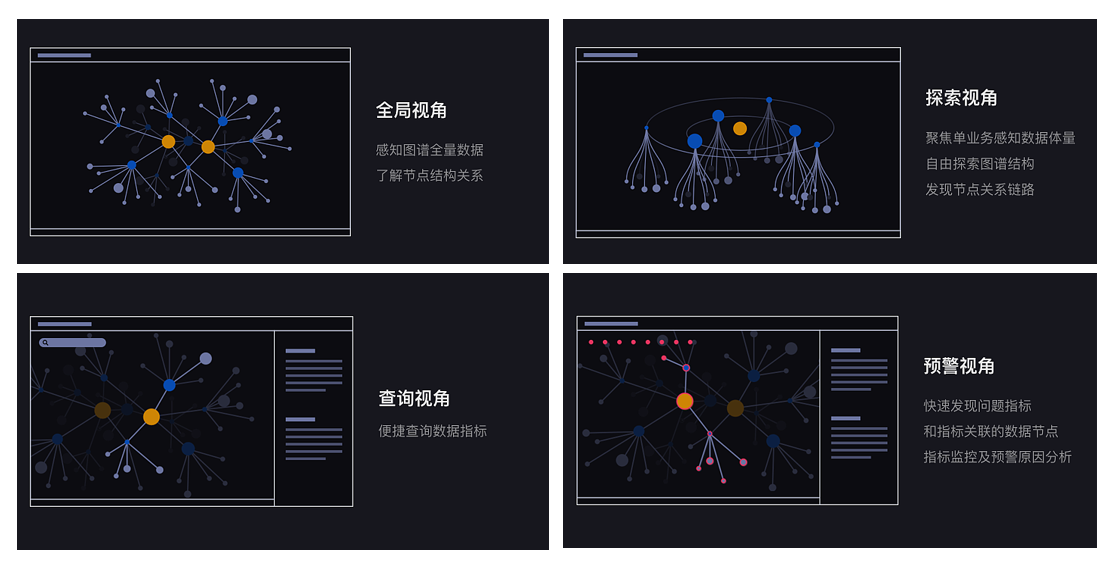 全局视角
感知图谱全量数据
了解节点结构关系
探索视角
聚焦单业务感知数据体量
自由探索图谱结构
发现节点关系链路
查询视角
便捷查询数据指标
预警视角
快速发现问题指标
和指标关联的数据节点
指标监控及预警原因分析